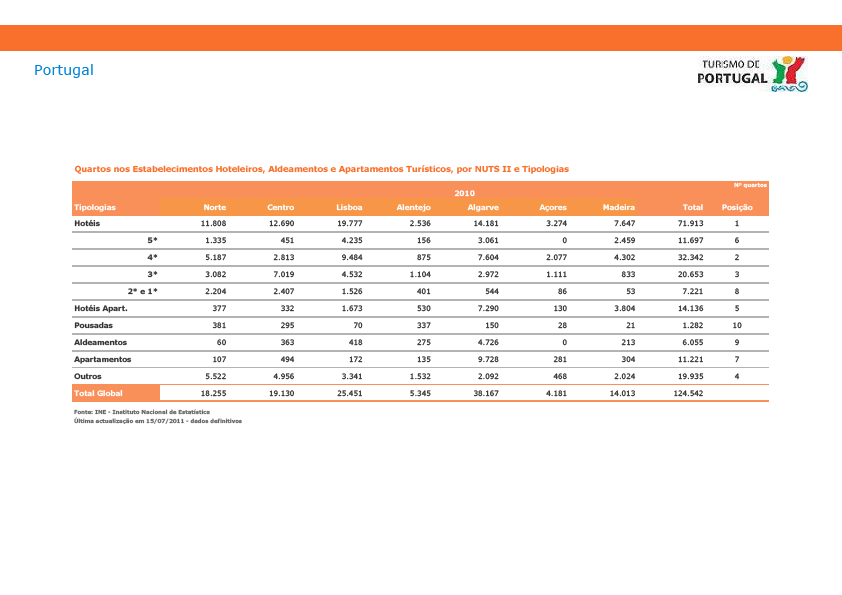 Portugal
TURISMO DE
PORTUGAL
Quartos nos Estabelecimentos Hoteleiros, Aldeamentos e Apartamentos Turísticos, por NUTS II e Tipologias
Nº quartos
2010
Tipologias Norte Centro Lisboa Alentejo Algarve Açores Madeira Total Posição
Hotéis 11.808 12.690 19.777 2.536 14.181 3.274 7.647 71.913 1
5* 1.335 451 4.235 156 3.061 0 2.459 11.697 6
4* 5.187 2.813 9.484 875 7.604 2.077 4.302 32.342 2
3* 3.082 7.019 4.532 1.104 2.972 1.111 833 20.653 3
2* e 1* 2.204 2.407 1.526 401 544 86 53 7.221 8
Hotéis Apart. 377 332 1.673 530 7.290 130 3.804 14.136 5
Pousadas 381 295 70 337 150 28 21 1.282 10
Aldeamentos 60 363 418 275 4.726 0 213 6.055 9
Apartamentos 107 494 172 135 9.728 281 304 11.221 7
Outros 5.522 4.956 3.341 1.532 2.092 468 2.024 19.935 4
Total Global 18.255 19.130 25.451 5.345 38.167 4.181 14.013 124.542
Fonte: INE - Instituto Nacional de Estatística
Última actualização em 15/07/2011 - dados definitivos